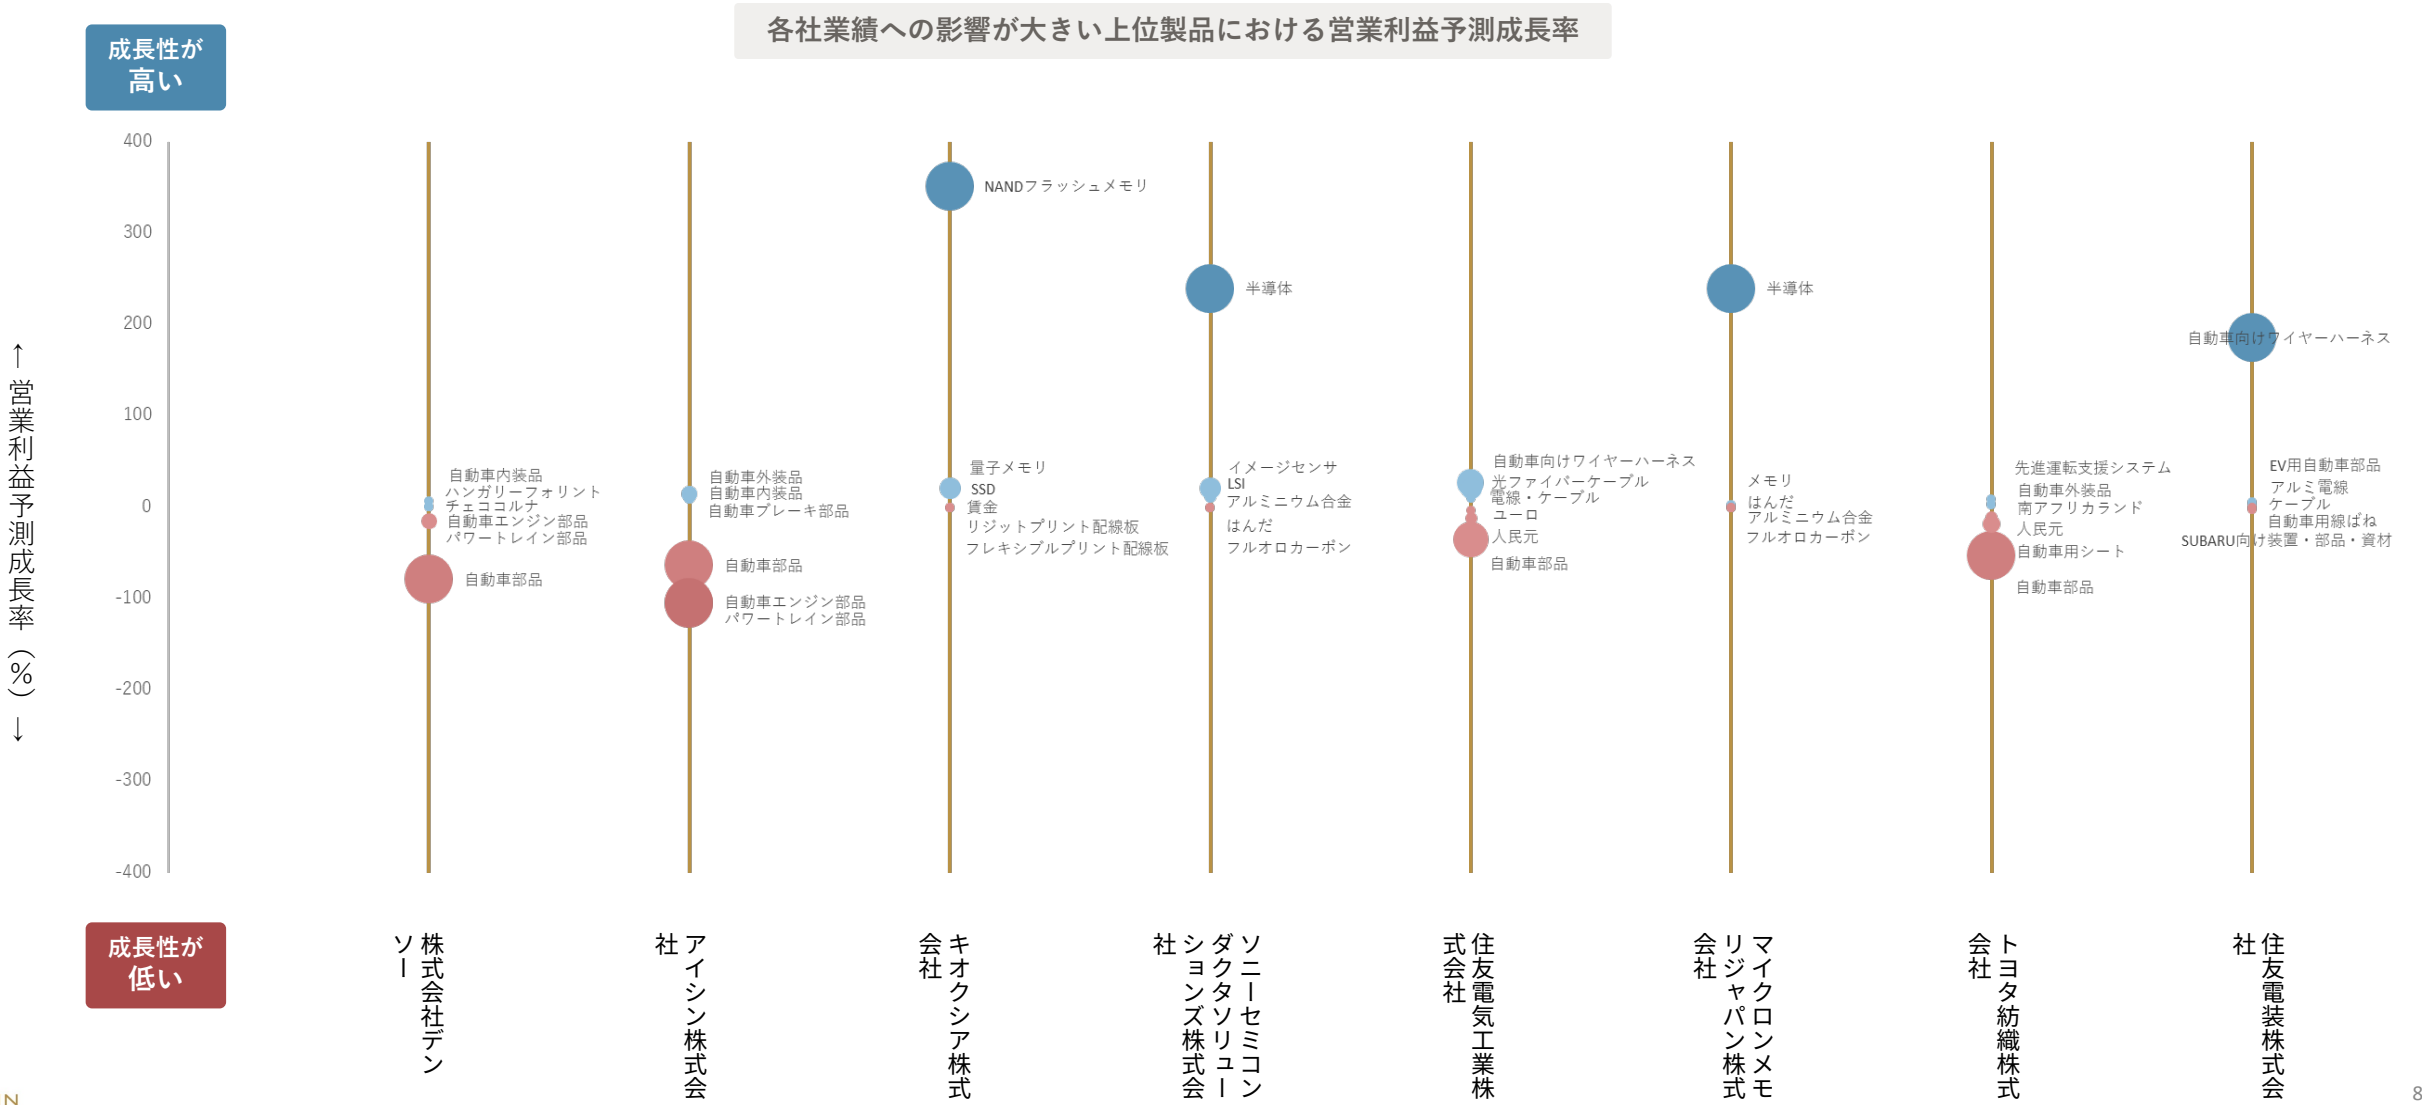 各社業績への影響が大きい上位製品における営業利益予測成長率
成長性が
高い
↑営業利益予測成長率（%）↓
400
300
200
100
0
-100
-200
-300
-400
成長性が
低い
自動車内装品
ハンガリーフォリント
チェココルナ
自動車エンジン部品
パワートレイン部品
自動車部品
自動車外装品
自動車内装品
自動車ブレーキ部品
自動車部品
自動車エンジン部品
パワートレイン部品
NANDフラッシュメモリ
量子メモリ
SSD
賃金
リジットプリント配線板
フレキシブルプリント配線板
半導体
イメージセンサ
LSI
アルミニウム合金
はんだ
フルオロカーボン
自動車向けワイヤーハーネス
光ファイバーケーブル
電線・ケーブル
ユーロ
人民元
自動車部品
半導体
メモリ
はんだ
アルミニウム合金
フルオロカーボン
先進運転支援システム
自動車外装品
南アフリカランド
人民元
自動車用シート
自動車部品
自動車向けワイヤーハーネス
EV用自動車部品
アルミ電線
ケーブル
自動車用線ばね
SUBARU向け装置・部品・資材
株式会社デン
ソー
アイシン株式会
社
キオクシア株式
会社
ソニーセミコン
ダクタソリュー
ションズ株式会
社
住友電気工業株
式会社
マイクロンメモ
リジャパン株式
会社
トヨタ紡織株式
会社
住友電装株式会
社
N
8